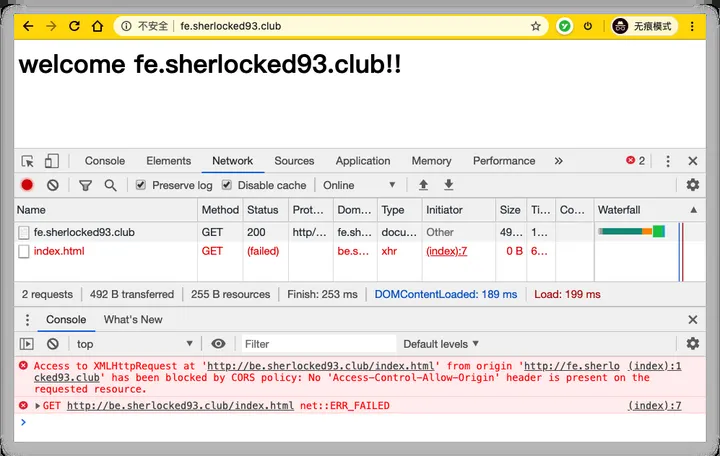 不安全 | fe.sherlocked93.club 无痕模式
welcome fe.sherlocked93.club!!
Console Elements Network Sources Application Memory Performance » 2
Preserve log Disable cache Online
Name Method Status Prot... Dom... Type Initiator Size Ti... Co... Waterfall
fe.sherlocked93.club GET 200 http/... fe.sh... docu... Other 49... 1...
index.html GET (failed) be.s... xhr (index):7 0 B 6...
2 requests 492 B transferred 255 B resources Finish: 253 ms DOMContentLoaded: 189 ms Load: 199 ms
Console What's New
top Filter Default levels
Access to XMLHttpRequest at 'http://be.sherlocked93.club/index.html' from origin 'http://fe.sherlo (index):1
cked93.club' has been blocked by CORS policy: No 'Access-Control-Allow-Origin' header is present on the
requested resource.
GET http://be.sherlocked93.club/index.html net::ERR_FAILED (index):7